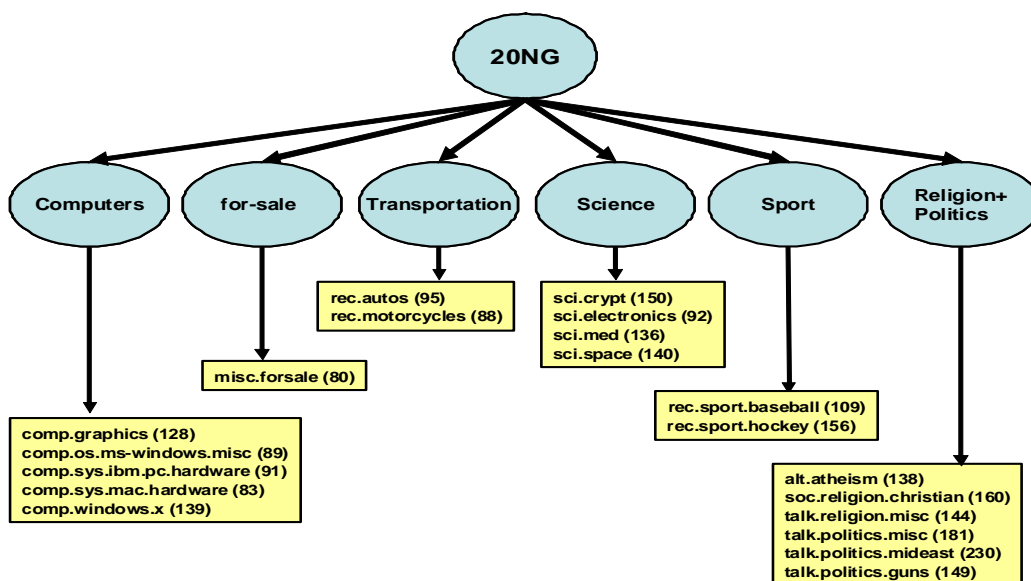 20NG
Computers
for-sale
Transportation
Science
Sport
Religion+
Politics
rec.autos (95)
rec.motorcycles (88)
sci.crypt (150)
sci.electronics (92)
sci.med (136)
sci.space (140)
misc.forsale (80)
rec.sport.baseball (109)
rec.sport.hockey (156)
comp.graphics (128)
comp.os.ms-windows.misc (89)
comp.sys.ibm.pc.hardware (91)
comp.sys.mac.hardware (83)
comp.windows.x (139)
alt.atheism (138)
soc.religion.christian (160)
talk.religion.misc (144)
talk.politics.misc (181)
talk.politics.mideast (230)
talk.politics.guns (149)